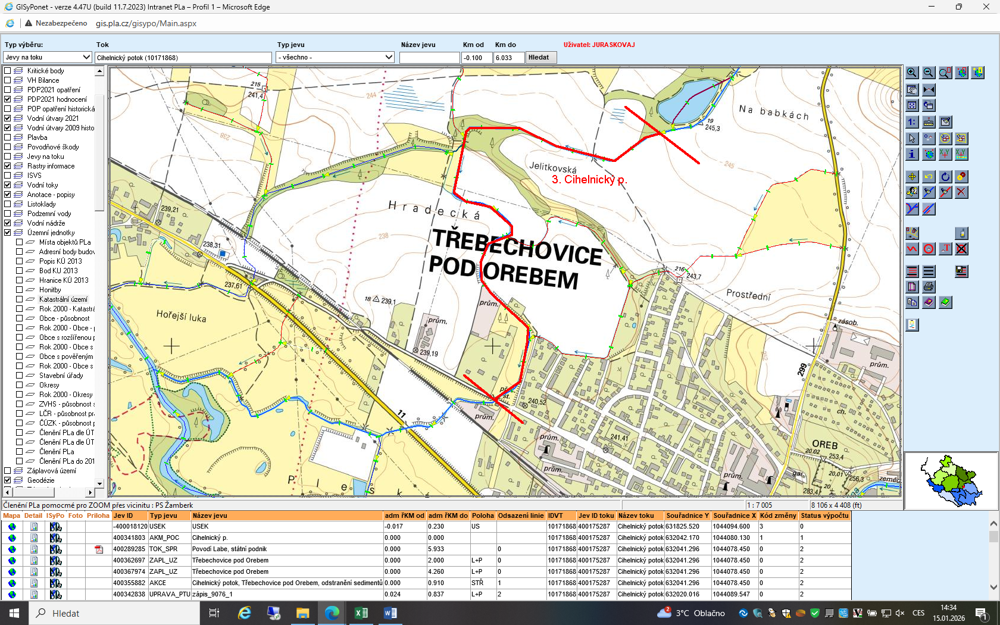 GISyPonet - verze 4.47U (build 11.7.2023) Intranet PLa – Profil 1 – Microsoft Edge
Nezabezpečeno gis.pla.cz/gisypo/Main.aspx
Typ výběru: Tok Typ jevu Název jevu Km od Km do Uživatel: JURASKOVAJ
Jevy na toku Cihelnický potok (10171868) - všechno - -0.100 6.033 Hledat
Kritické body
VH Bilance
PDP2021 opatření
PDP2021 hodnocení
POP opatření historická
Vodní útvary 2021
Vodní útvary 2009 histo
Plavba
Povodňové škody
Jevy na toku
Rastry informace
ISVS
Vodní toky
Anotace - popisy
Listoklady
Podzemní vody
Vodní nádrže
Územní jednotky
Místa objektů PLa
Adresní body budov
Popis KÚ 2013
Bod KU 2013
Hranice KÚ 2013
Honitby
Katastrální území
Rok 2000 - Katastrá
Obce - působnost
Rok 2000 - Obce - p
Obce s rozšířenou p
Rok 2000 - Obce s
Obce s pověřeným
Rok 2000 - Obce s
Stavební úřady
Okresy
Rok 2000 - Okresy
ZVHS - působnost s
LČR - působnost pr
ČÚZK - působnost p
Členění PLa dle ÚT
Členění PLa dle ÚT
Členění PLa
Členění PLa do 201
Záplavová území
Geodézie
215
241,4
244
238
19
245,3
Na babkách
245
Jelitkovská
3. Cihelnický p.
Hradecká
239,21
238
238,31
TŘEBECHOVICE
POD OREBEM
237,61
216
243,7
Prostřední
18 239,1
prům.
Hořejší luka
prům.
zásob.
239,19
252
prům.
299
240,52
st.
prům.
11
ch.
241,41
prům.
OREB
20.02
253,4
prům.
prům.
gar.
20,01
256,3
283,4
zeměd.
Plesk
1:
Členění PLa pomocmé pro ZOOM přes vicinitu : PS Žamberk 1 : 7 005 8 106 x 4 408 (ft)
Mapa Detail ISyPo Foto Príloha Jev ID Typ jevu Název jevu adm řKM od adm řKM do Poloha Odsazení linie IDVT Jev ID toku Název toku Souřadnice Y Souřadnice X Kód změny Status výpočtu
-400018120 USEK USEK -0.017 0.230 US 10171868 400175287 Cihelnický potok 631825.520 1044094.600 3 0
400341803 AKM_POC Cihelnický p. 0.000 0.000 10171868 400175287 Cihelnický potok 632042.170 1044080.130 1 1
400289285 TOK_SPR Povodí Labe, státní podnik 0.000 5.933 0 10171868 400175287 Cihelnický potok 632041.296 1044078.450 0 2
400362697 ZAPL_UZ Třebechovice pod Orebem 0.000 2.000 L+P 0 10171868 400175287 Cihelnický potok 632041.296 1044078.450 0 2
400367974 ZAPL_UZ Třebechovice pod Orebem 0.000 4.260 L+P 0 10171868 400175287 Cihelnický potok 632041.296 1044078.450 0 2
400355882 AKCE Cihelnický potok, Třebechovice pod Orebem, odstranění sedimentů 0.000 0.910 STŘ 1 10171868 400175287 Cihelnický potok 632041.296 1044078.450 0 2
400342838 UPRAVA_PTU zápis_9076_1 0.024 0.837 L+P 2 10171868 400175287 Cihelnický potok 632020.016 1044089.547 0 2
Hledat 2 3°C Oblačno CES 14:34
15.01.2026 1